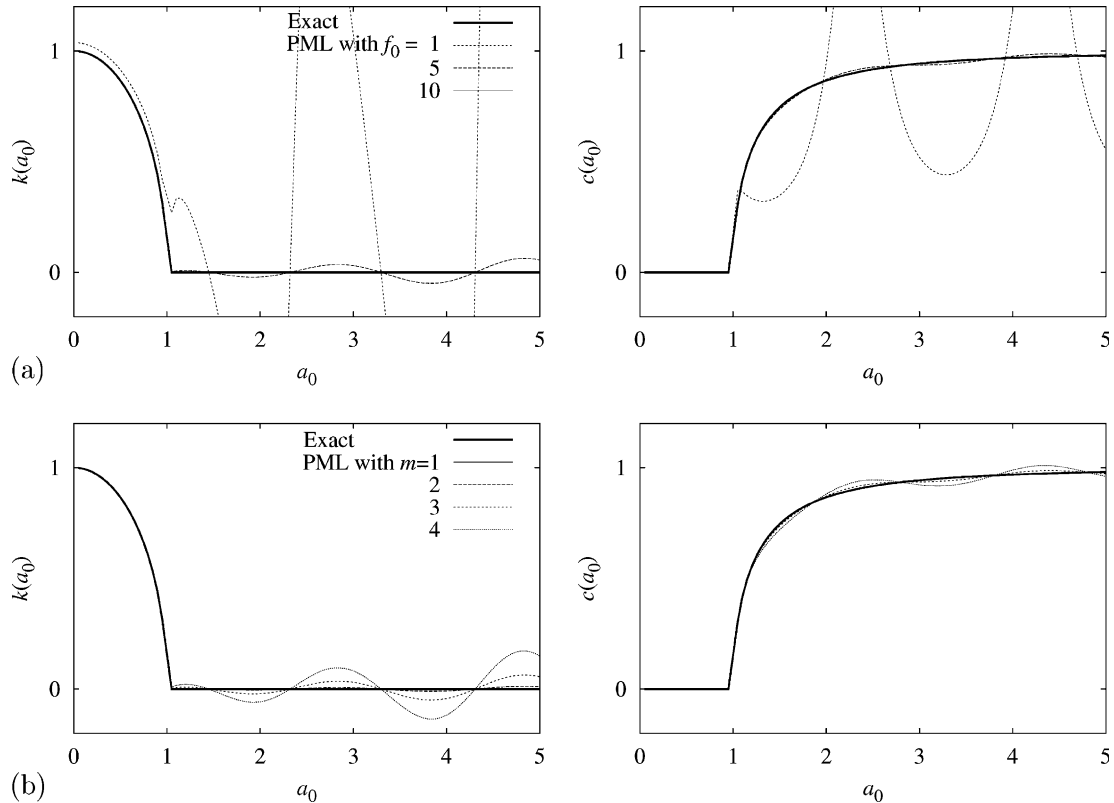 Exact
PML with f₀ = 1
5
10
1
0
k(a₀)
0 1 2 3 4 5
a₀
1
0
c(a₀)
0 1 2 3 4 5
a₀
(a)
Exact
PML with m=1
2
3
4
1
0
k(a₀)
0 1 2 3 4 5
a₀
1
0
c(a₀)
0 1 2 3 4 5
a₀
(b)